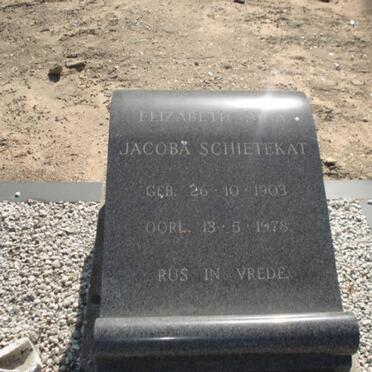 ELIZABETH
JACOBA SCHIETEKAT
GEB. 26·10·1903
OORL. 13·5·1978.
RUS IN VREDE.